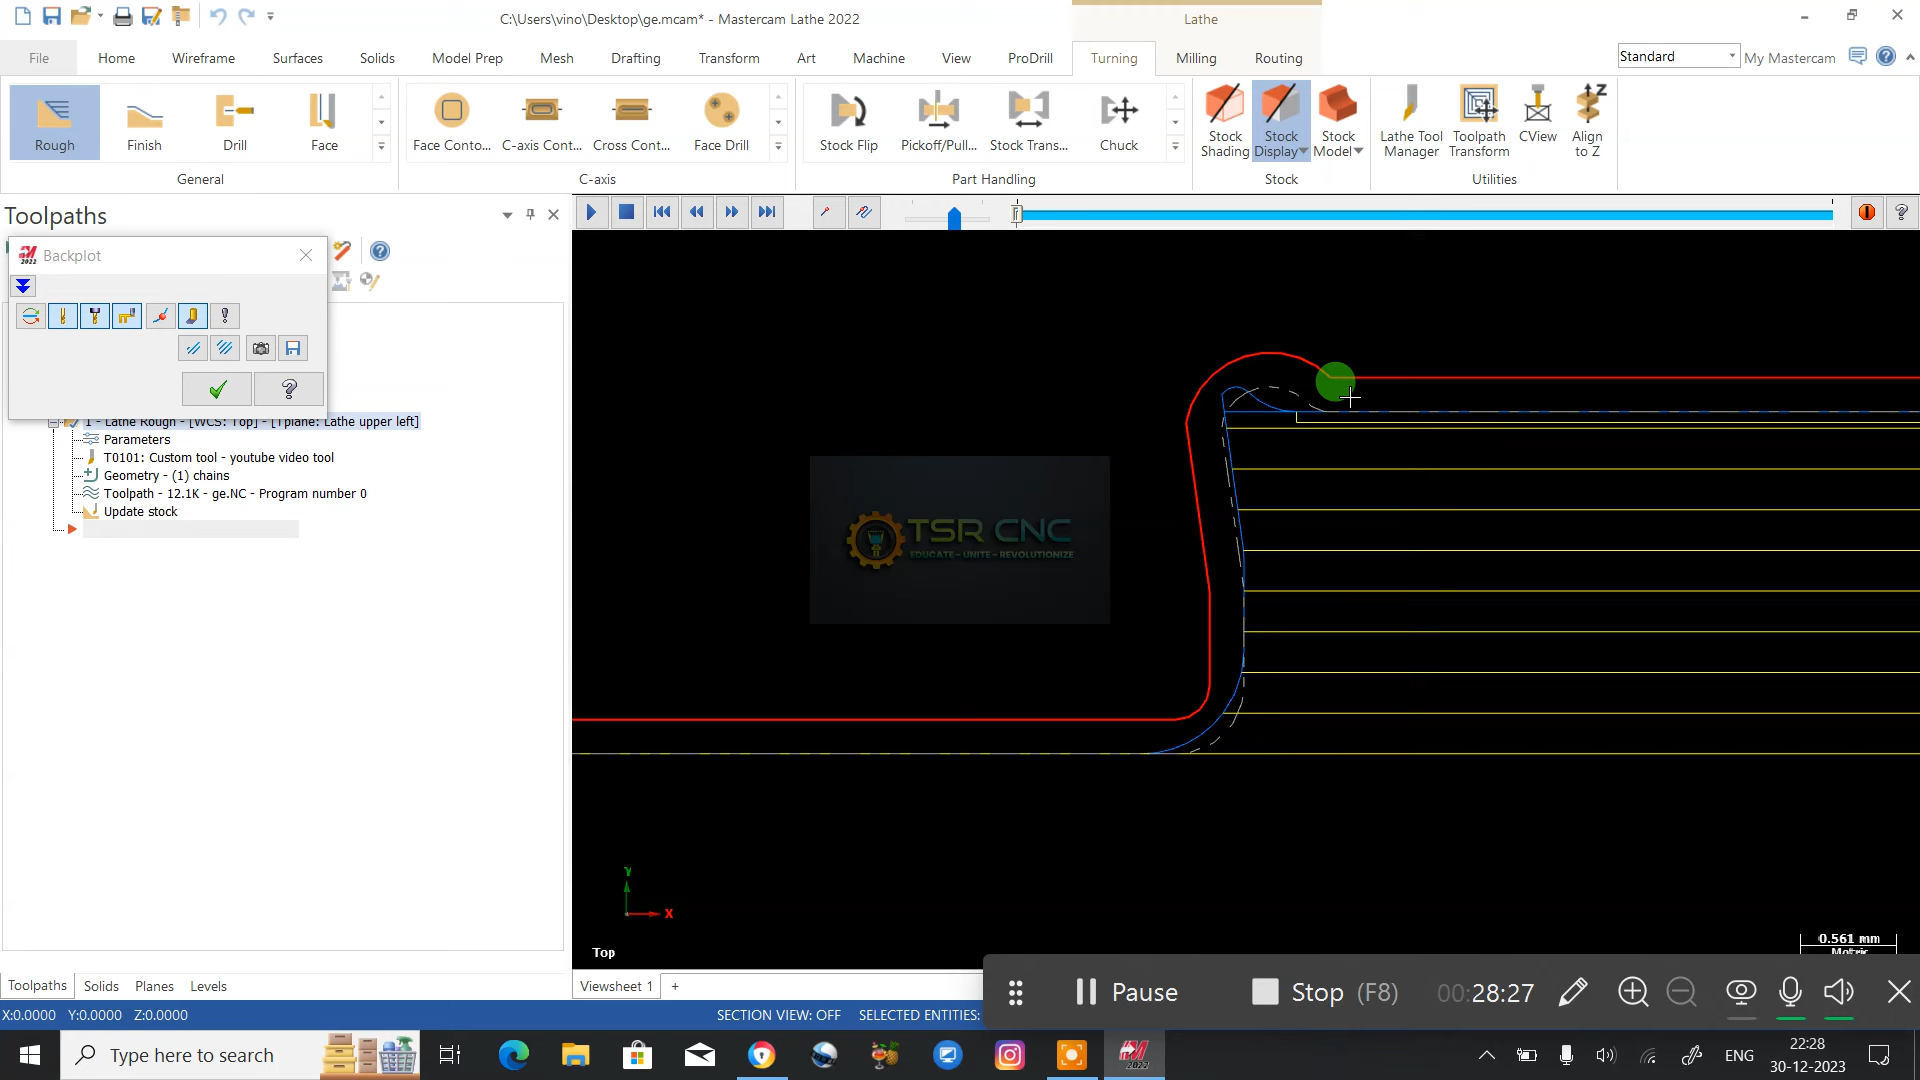 C:\Users\vino\Desktop\ge.mcam* - Mastercam Lathe 2022
Lathe
File
Home
Wireframe
Surfaces
Solids
Model Prep
Mesh
Drafting
Transform
Art
Machine
View
ProDrill
Turning
Milling
Routing
Standard
My Mastercam
Rough
Finish
Drill
Face
Face Conto...
C-axis Cont...
Cross Cont...
Face Drill
Stock Flip
Pickoff/Pull...
Stock Trans...
Chuck
Stock Shading
Stock Display
Stock Model
Lathe Tool Manager
Toolpath Transform
CView
Align to Z
General
C-axis
Part Handling
Stock
Utilities
Toolpaths
Backplot
1 - Lathe Rough - [WCS: Top] - [Tplane: Lathe upper left]
Parameters
T0101: Custom tool - youtube video tool
Geometry - (1) chains
Toolpath - 12.1K - ge.NC - Program number 0
Update stock
TSR CNC
EDUCATE - UNITE - REVOLUTIONIZE
Y
X
Top
0.561 mm
Metric
Toolpaths
Solids
Planes
Levels
Viewsheet 1
+
Pause
Stop (F8)
00:28:27
X:0.0000 Y:0.0000 Z:0.0000
SECTION VIEW: OFF
SELECTED ENTITIES:
Type here to search
2022
ENG
22:28
30-12-2023